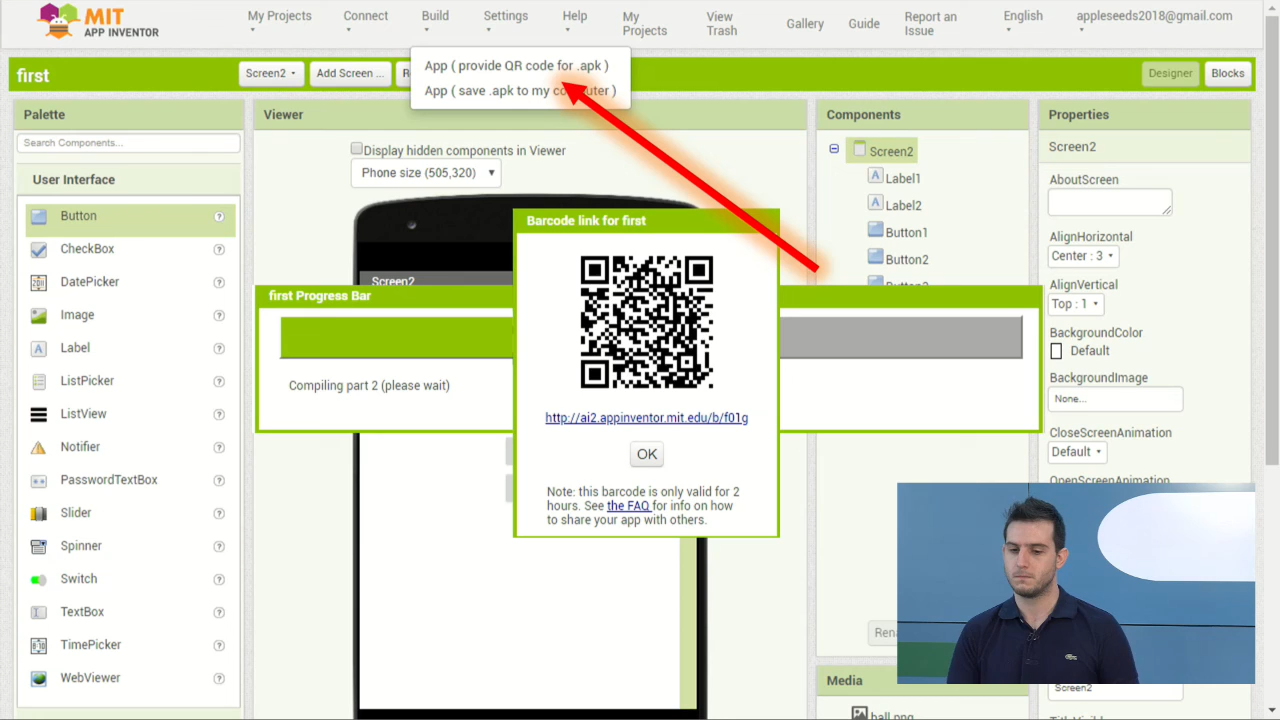 MIT
APP INVENTOR
My Projects
Connect
Build
Settings
Help
My
Projects
View
Trash
Gallery
Guide
Report an
Issue
English
appleseeds2018@gmail.com
first
Screen2
Add Screen ...
Designer
Blocks
App ( provide QR code for .apk )
App ( save .apk to my computer )
Palette
Search Components...
User Interface
Button
CheckBox
DatePicker
Image
Label
ListPicker
ListView
Notifier
PasswordTextBox
Slider
Spinner
Switch
TextBox
TimePicker
WebViewer
Viewer
Display hidden components in Viewer
Phone size (505,320)
Screen2
first Progress Bar
Compiling part 2 (please wait)
Barcode link for first
http://ai2.appinventor.mit.edu/b/f01g
OK
Note: this barcode is only valid for 2
hours. See the FAQ for info on how
to share your app with others.
Components
Screen2
Label1
Label2
Button1
Button2
Media
ball.png
Properties
Screen2
AboutScreen
AlignHorizontal
Center : 3
AlignVertical
Top : 1
BackgroundColor
Default
BackgroundImage
None...
CloseScreenAnimation
Default
OpenScreenAnimation
Screen2